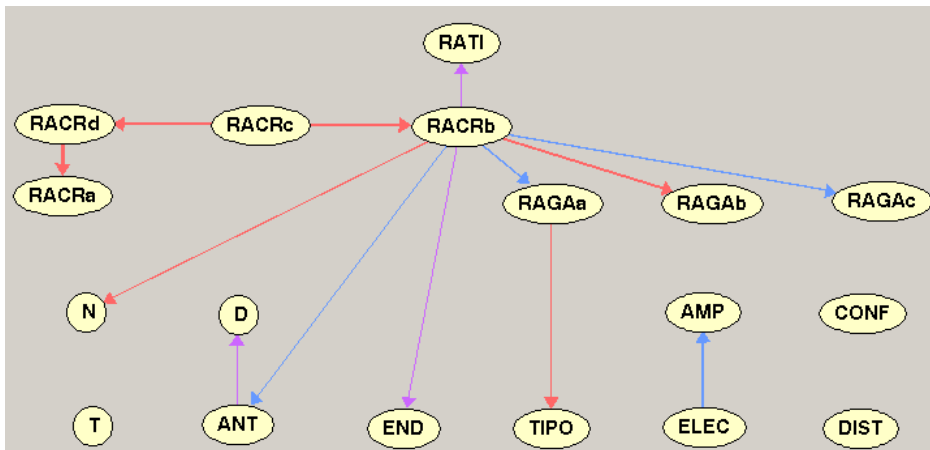 RATI
RACRd RACRc RACRb
RACRa RAGAa RAGAb RAGAc
N D AMP CONF
T ANT END TIPO ELEC DIST